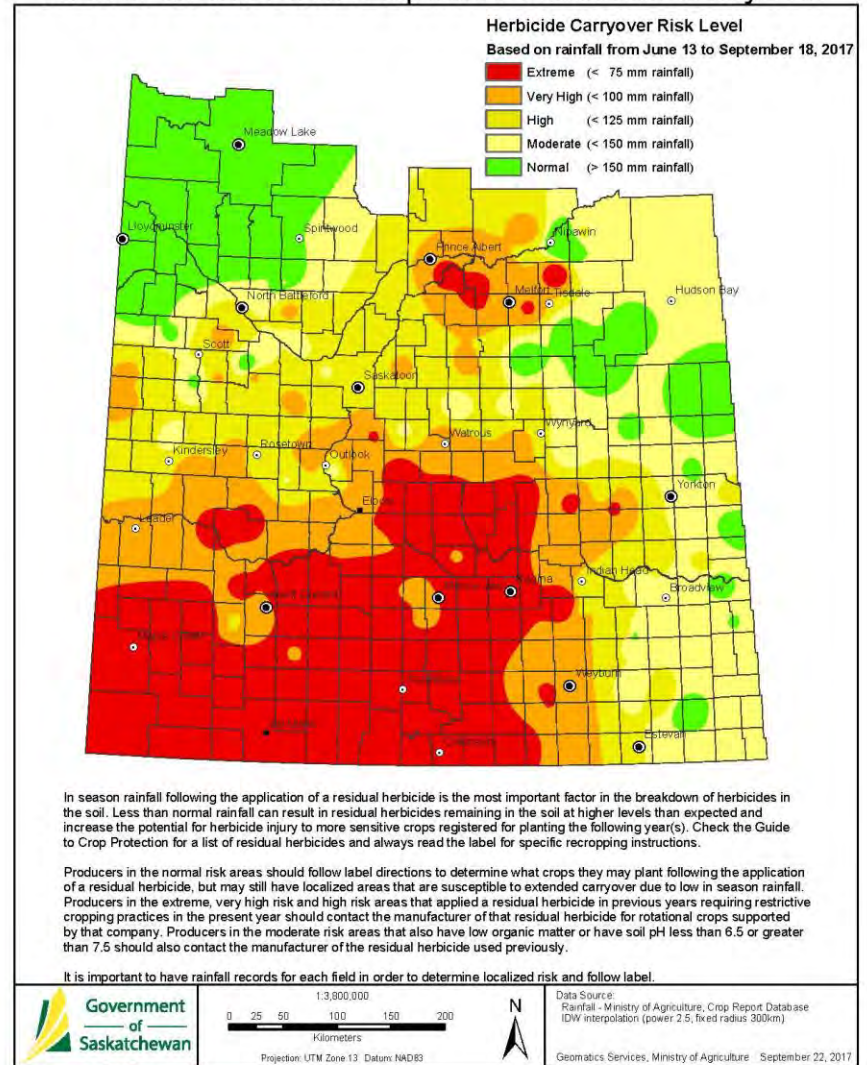 Herbicide Carryover Risk Level
Based on rainfall from June 13 to September 18, 2017
Extreme (< 75 mm rainfall)
Very High (< 100 mm rainfall)
High (< 125 mm rainfall)
Moderate (< 150 mm rainfall)
Normal (> 150 mm rainfall)
Meadow Lake
Lloydminster
Spiritwood
Nipawin
Prince Albert
Hudson Bay
North Battleford
Melfort
Tisdale
Scott
Saskatoon
Wynyard
Watrous
Kindersley
Rosetown
Outlook
Yorkton
Elbow
Leader
Indian Head
Regina
Broadview
Weyburn
Estevan
In season rainfall following the application of a residual herbicide is the most important factor in the breakdown of herbicides in
the soil. Less than normal rainfall can result in residual herbicides remaining in the soil at higher levels than expected and
increase the potential for herbicide injury to more sensitive crops registered for planting the following year(s). Check the Guide
to Crop Protection for a list of residual herbicides and always read the label for specific recropping instructions.
Producers in the normal risk areas should follow label directions to determine what crops they may plant following the application
of a residual herbicide, but may still have localized areas that are susceptible to extended carryover due to low in season rainfall.
Producers in the extreme, very high risk and high risk areas that applied a residual herbicide in previous years requiring restrictive
cropping practices in the present year should contact the manufacturer of that residual herbicide for rotational crops supported
by that company. Producers in the moderate risk areas that also have low organic matter or have soil pH less than 6.5 or greater
than 7.5 should also contact the manufacturer of the residual herbicide used previously.
It is important to have rainfall records for each field in order to determine localized risk and follow label.
Government
of
Saskatchewan
1:3,800,000
0 25 50 100 150 200
Kilometers
Projection: UTM Zone 13 Datum: NAD83
N
Data Source:
Rainfall - Ministry of Agriculture, Crop Report Database
IDW interpolation (power 2.5, fixed radius 300km)
Geomatics Services, Ministry of Agriculture September 22, 2017